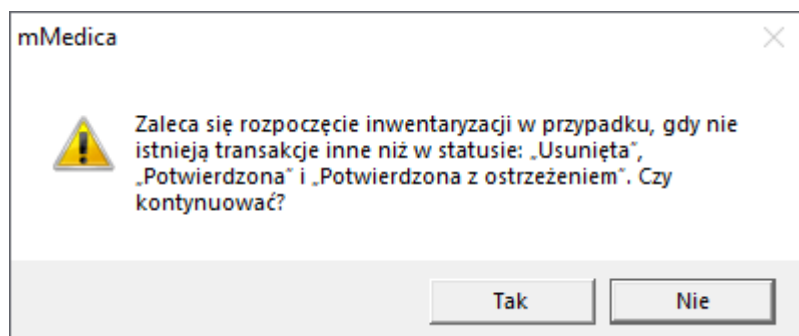 mMedica
Zaleca się rozpoczęcie inwentaryzacji w przypadku, gdy nie
istnieją transakcje inne niż w statusie: „Usunięta”,
„Potwierdzona” i „Potwierdzona z ostrzeżeniem”. Czy
kontynuować?
Tak
Nie